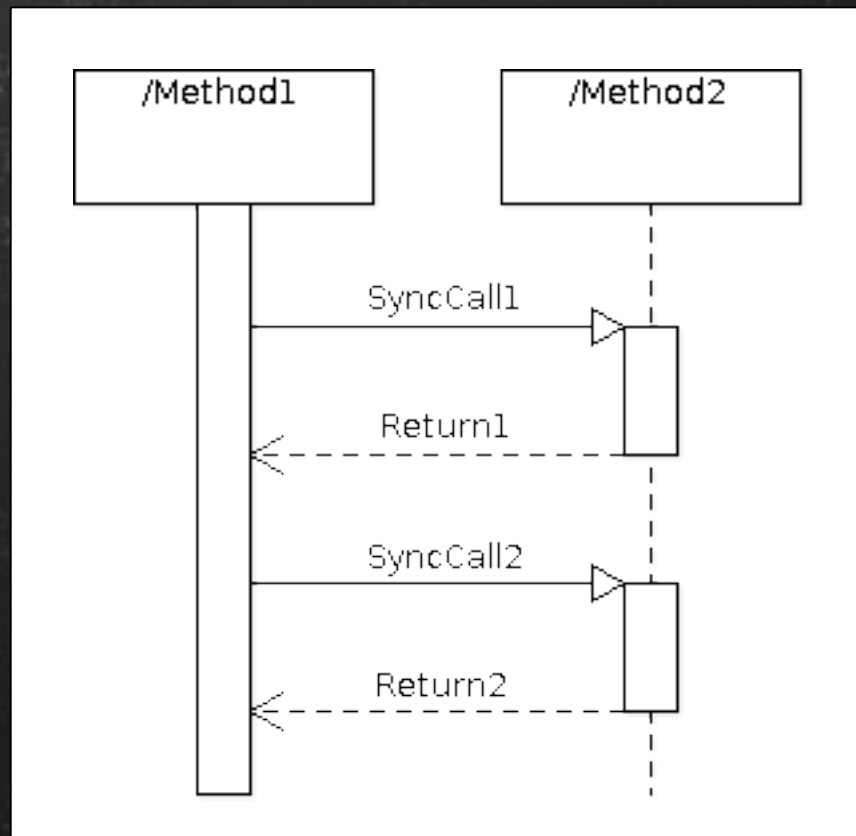 /Method1
/Method2
SyncCall1
Return1
SyncCall2
Return2